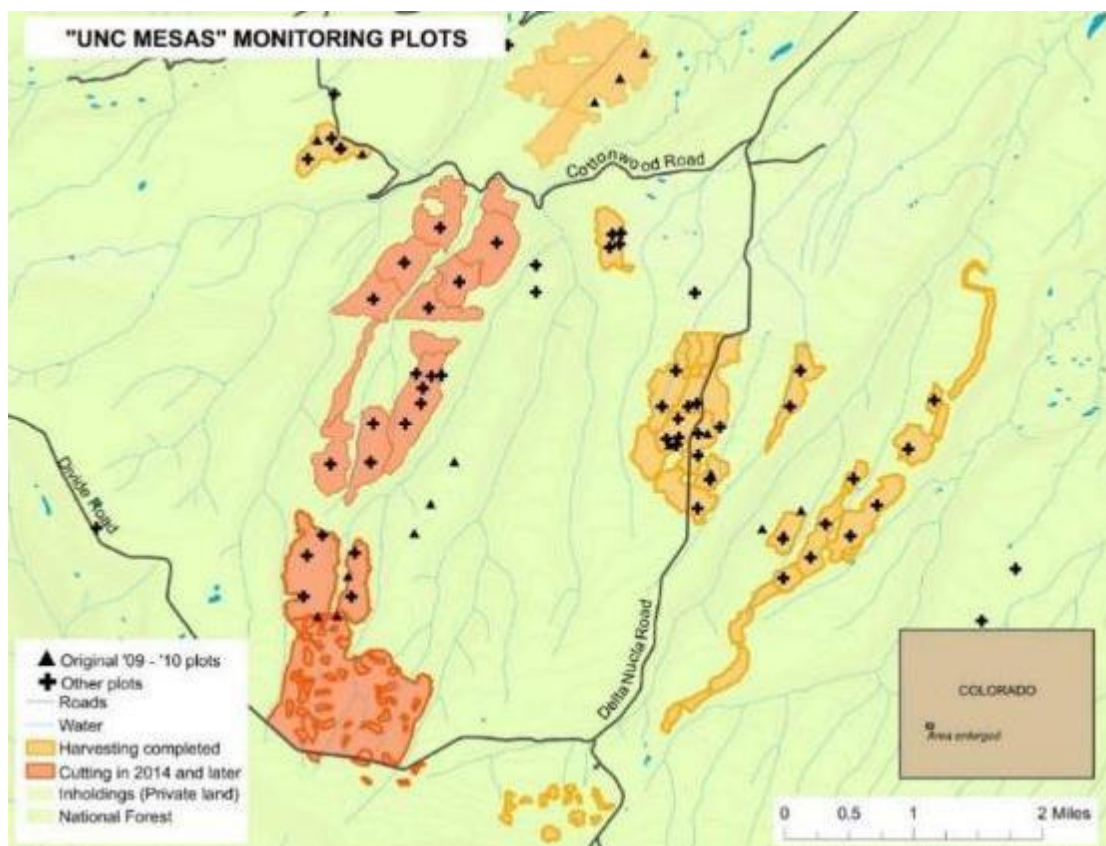 "UNC MESAS" MONITORING PLOTS
Cottonwood Road
Divide Road
Delta Nucla Road
Original '09 - '10 plots
Other plots
Roads
Water
Harvesting completed
Cutting in 2014 and later
Inholdings (Private land)
National Forest
COLORADO
Area enlarged
0 0.5 1 2 Miles